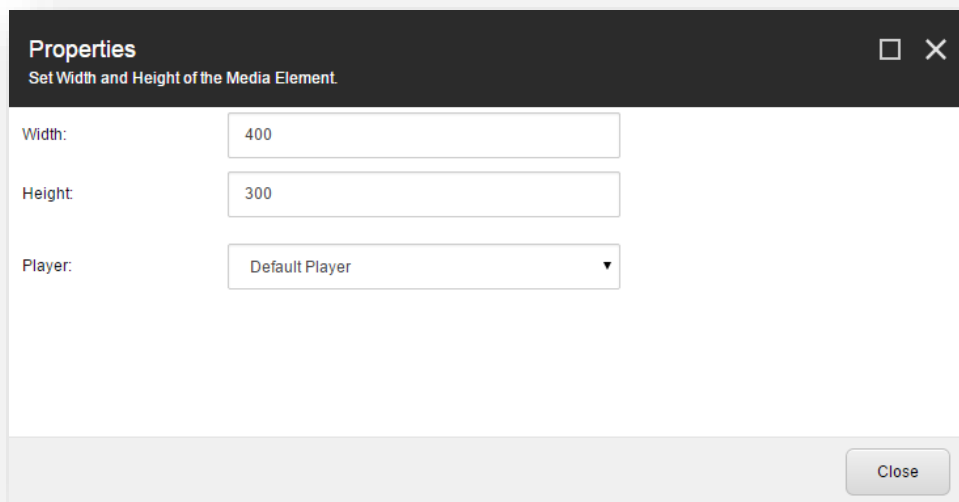 Properties
Set Width and Height of the Media Element.
Width:
400
Height:
300
Player:
Default Player
Close